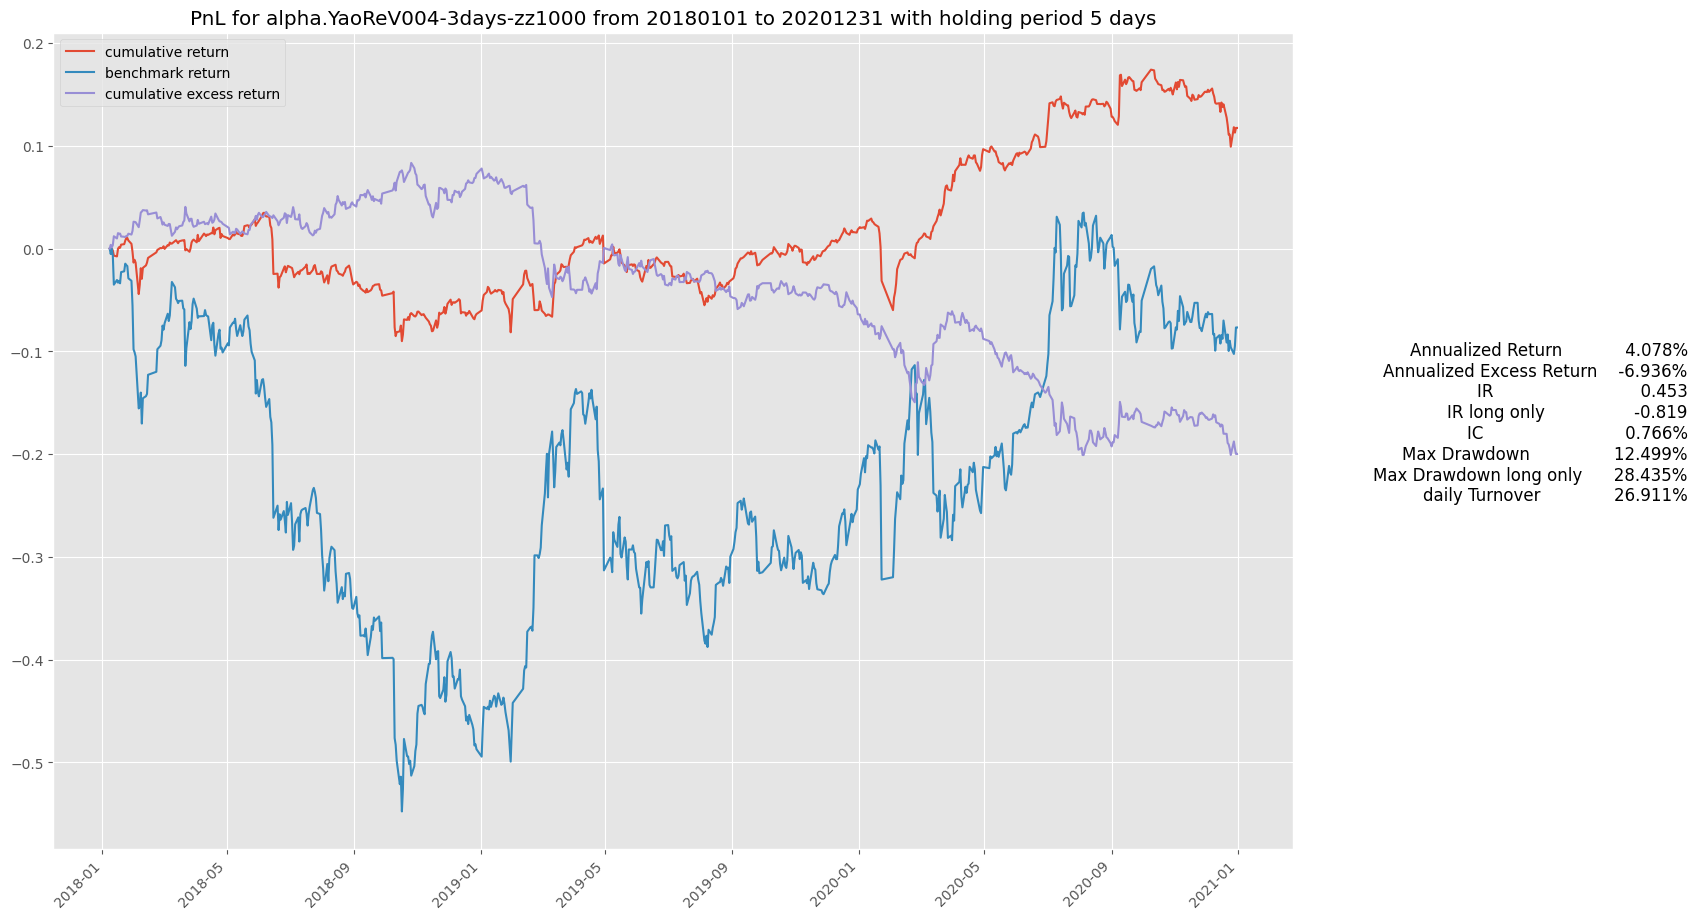 PnL for alpha.YaoReV004-3days-zz1000 from 20180101 to 20201231 with holding period 5 days
cumulative return
benchmark return
cumulative excess return
0.2
0.1
0.0
−0.1
−0.2
−0.3
−0.4
−0.5
2018-01
2018-05
2018-09
2019-01
2019-05
2019-09
2020-01
2020-05
2020-09
2021-01
Annualized Return 4.078%
Annualized Excess Return -6.936%
IR 0.453
IR long only -0.819
IC 0.766%
Max Drawdown 12.499%
Max Drawdown long only 28.435%
daily Turnover 26.911%